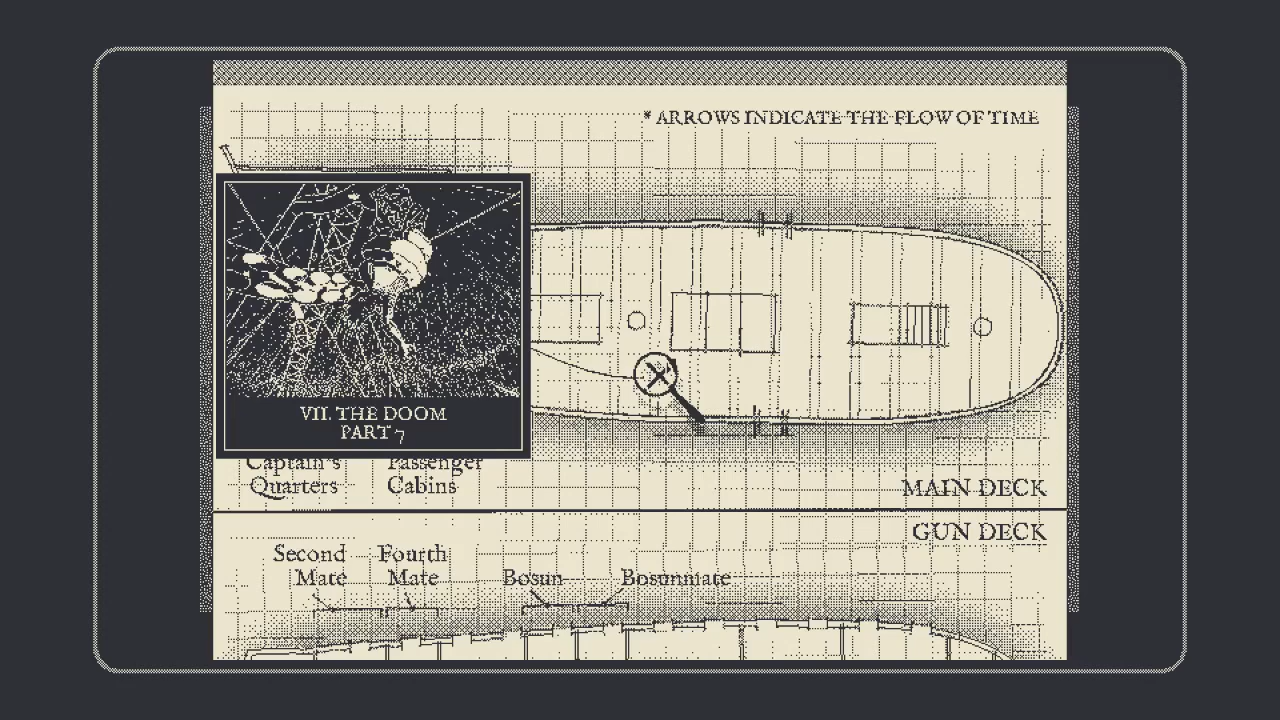 * ARROWS INDICATE THE FLOW OF TIME
VII. THE DOOM
PART 7
Captain's
Quarters
Passenger
Cabins
MAIN DECK
GUN DECK
Second
Mate
Fourth
Mate
Bosun
Bosunmate